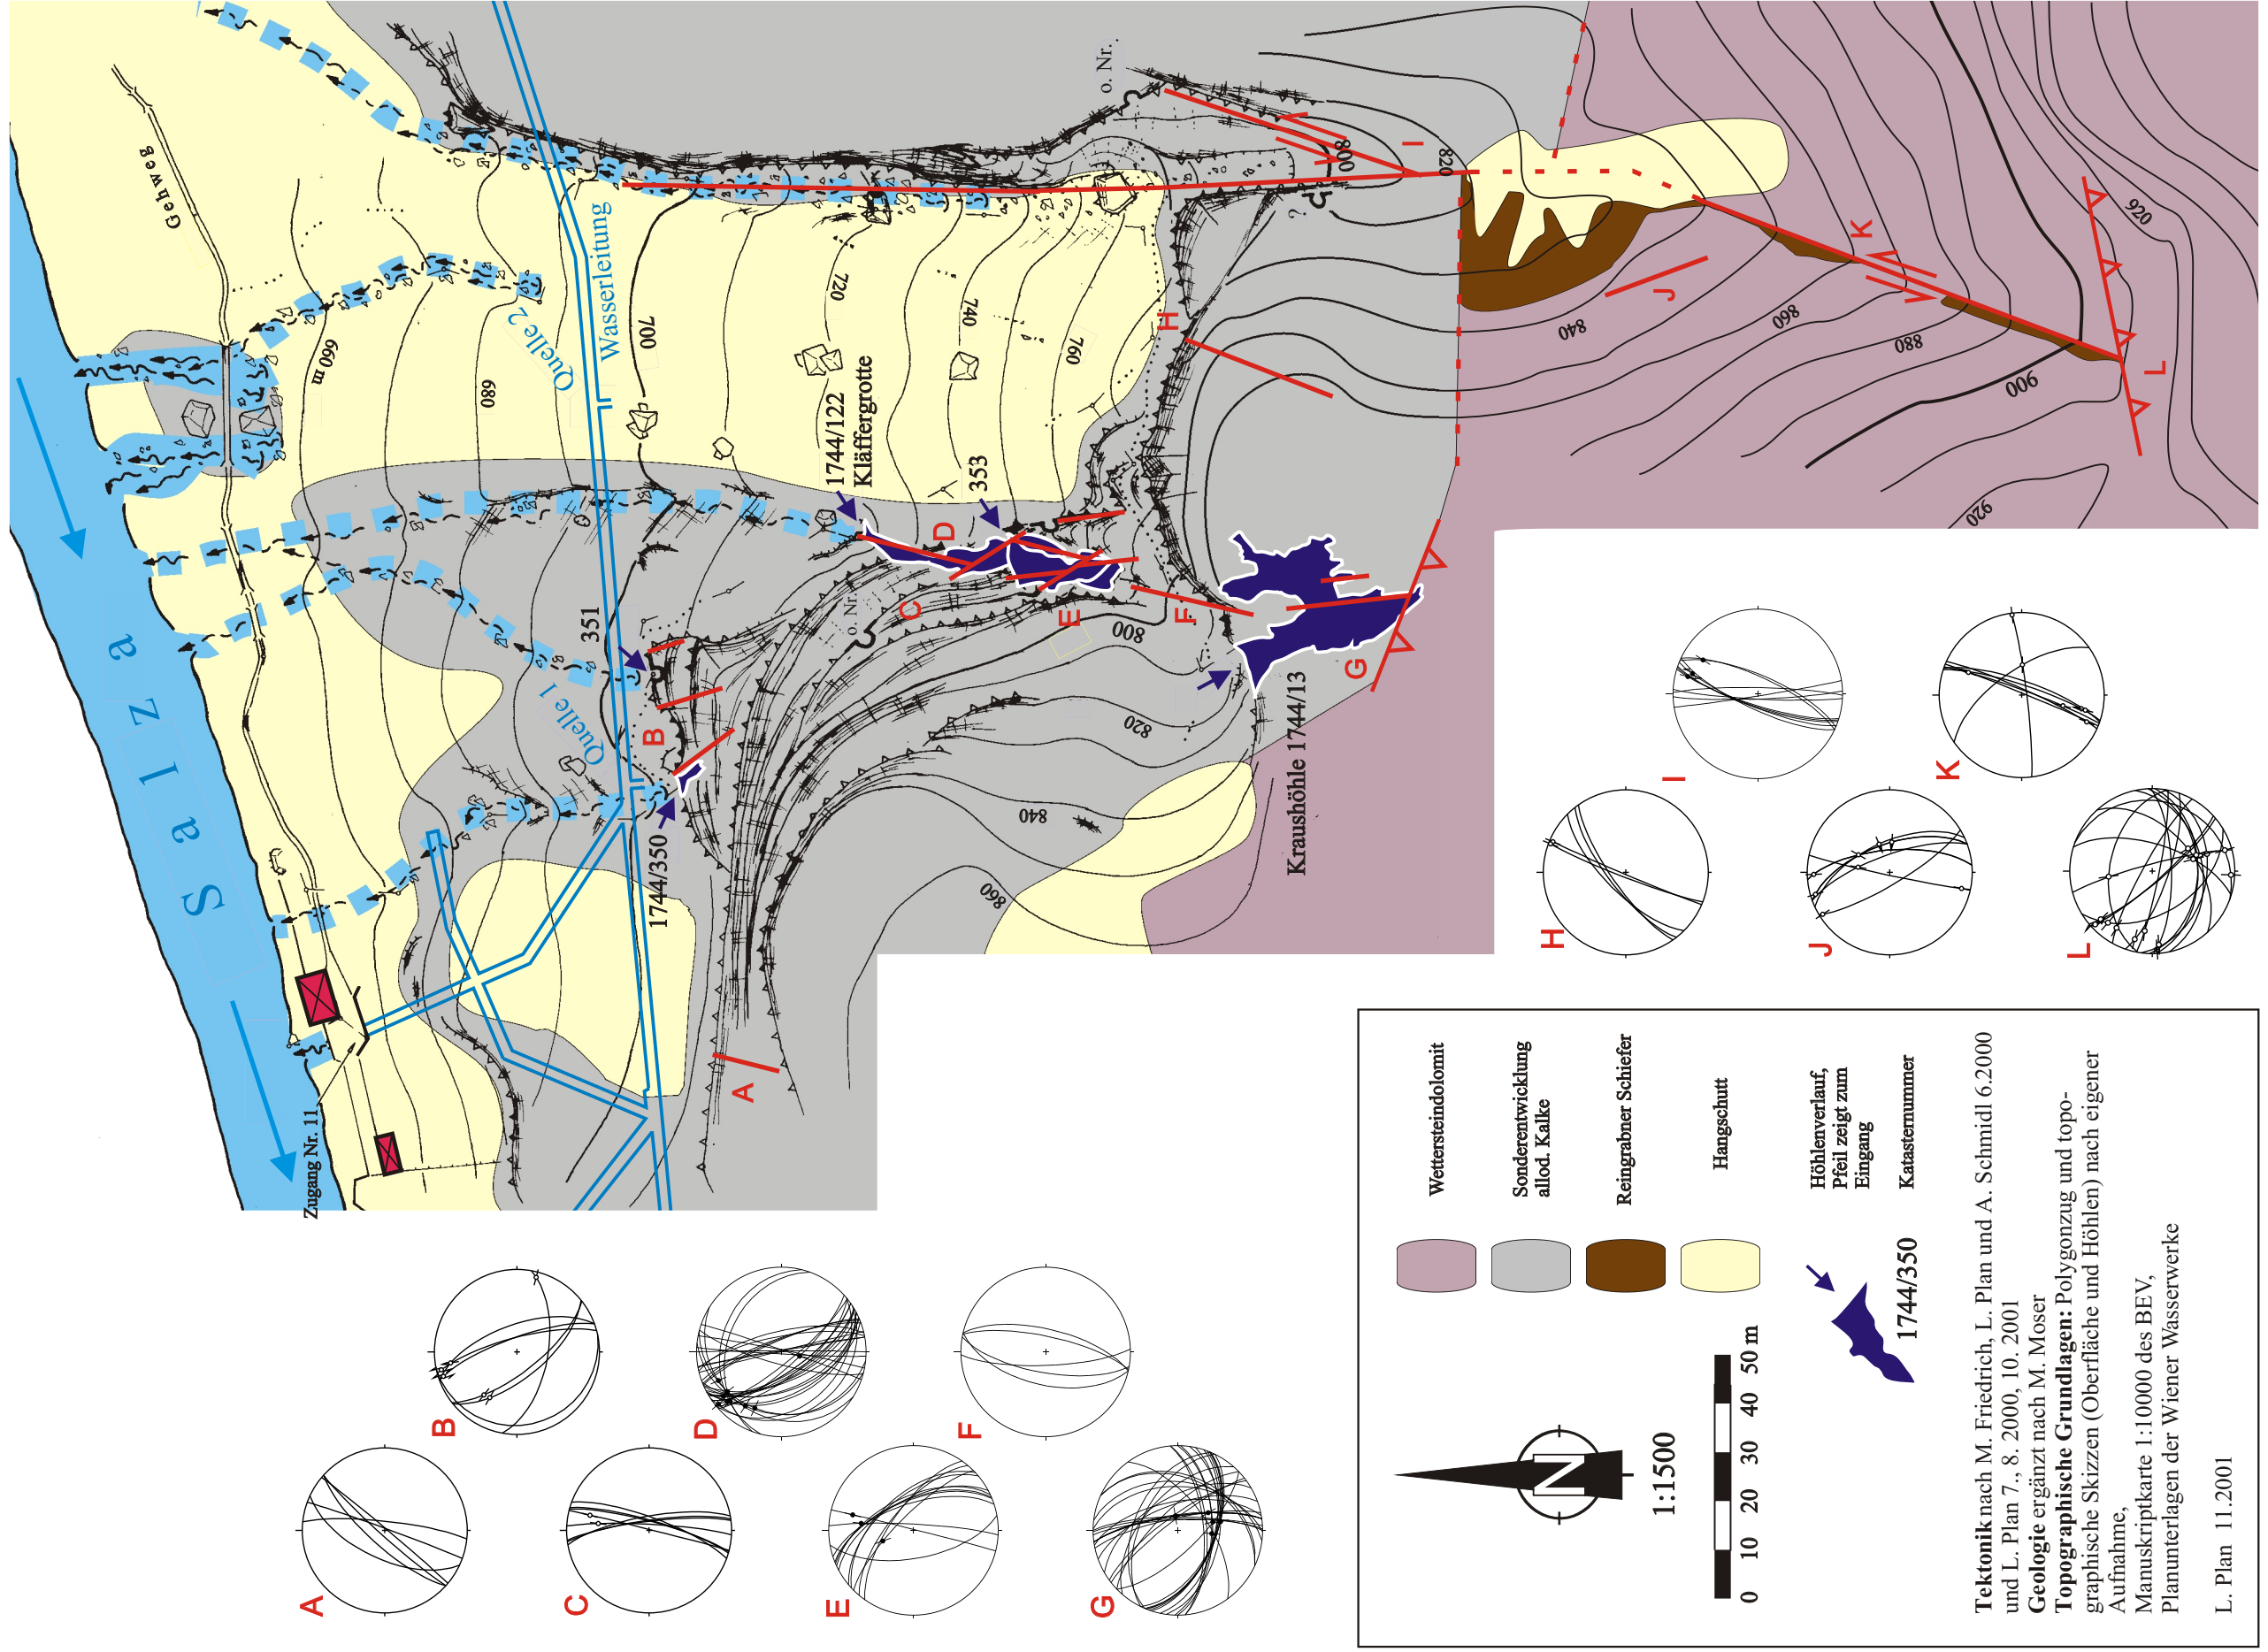 Salza
Gehweg
660 m
680
700
720
740
760
800
820
840
860
880
900
920
920
800
820
840
860
Quelle 2
Wasserleitung
Quelle 1
351
353
1744/122
Kläffergrotte
1744/350
Kraushöhle 1744/13
Zugang Nr. 11
o. Nr.
o. Nr.
?
A
B
C
D
E
F
G
H
I
J
K
L
A
B
C
D
E
F
G
H
I
J
K
L
Wettersteindolomit
Sonderentwicklung
allod. Kalke
Reingrabner Schiefer
Hangschutt
Höhlenverlauf,
Pfeil zeigt zum
Eingang
1744/350
Katasternummer
N
1:1500
0 10 20 30 40 50 m
Tektonik nach M. Friedrich, L. Plan und A. Schmidl 6.2000
und L. Plan 7., 8. 2000, 10. 2001
Geologie ergänzt nach M. Moser
Topographische Grundlagen: Polygonzug und topo-
graphische Skizzen (Oberfläche und Höhlen) nach eigener
Aufnahme,
Manuskriptkarte 1:10000 des BEV,
Planunterlagen der Wiener Wasserwerke
L. Plan 11.2001